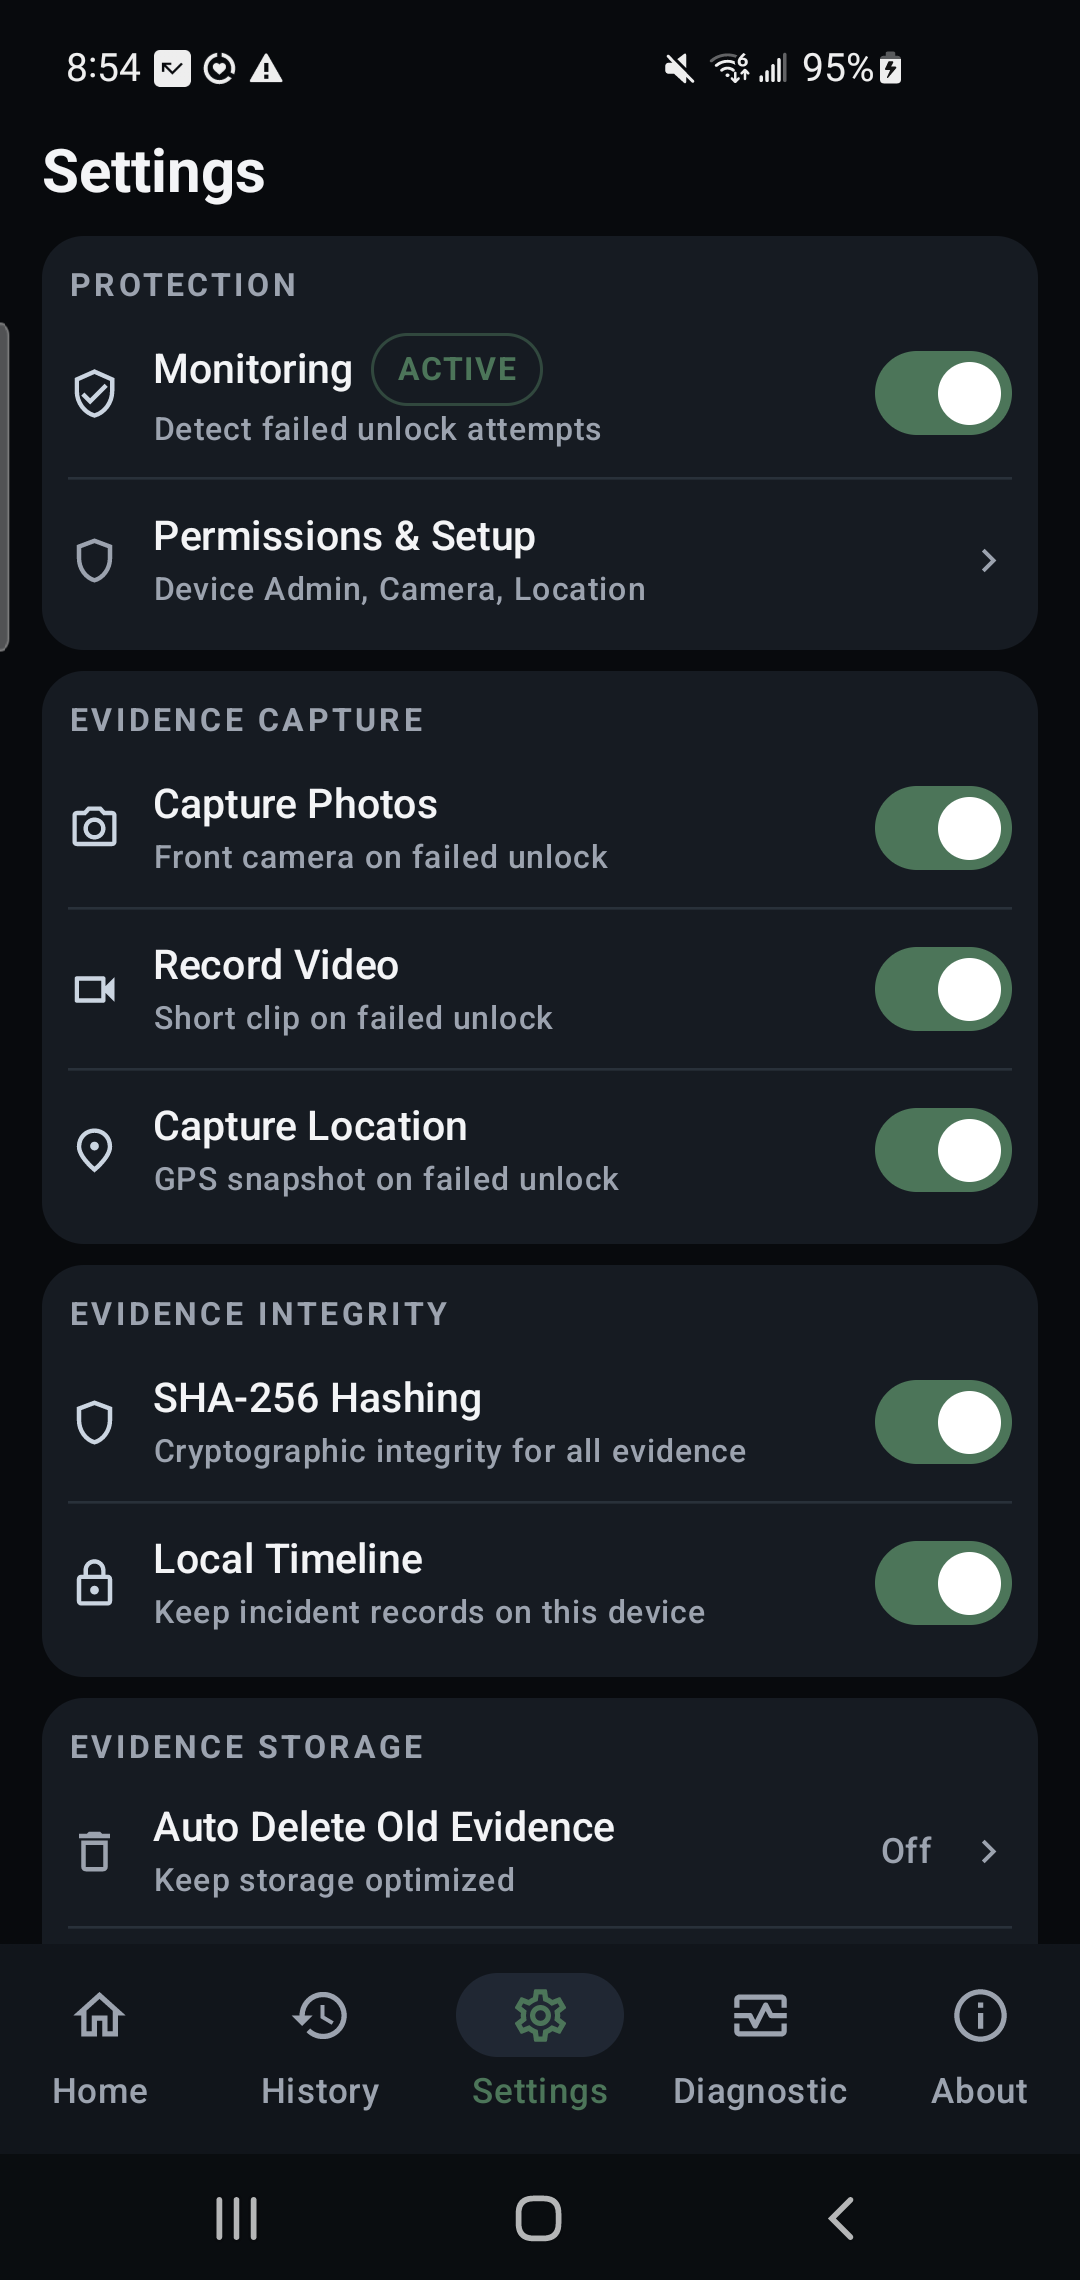 8:54
95%
Settings
PROTECTION
Monitoring ACTIVE
Detect failed unlock attempts
Permissions & Setup
Device Admin, Camera, Location
EVIDENCE CAPTURE
Capture Photos
Front camera on failed unlock
Record Video
Short clip on failed unlock
Capture Location
GPS snapshot on failed unlock
EVIDENCE INTEGRITY
SHA-256 Hashing
Cryptographic integrity for all evidence
Local Timeline
Keep incident records on this device
EVIDENCE STORAGE
Auto Delete Old Evidence
Off
Keep storage optimized
Home
History
Settings
Diagnostic
About